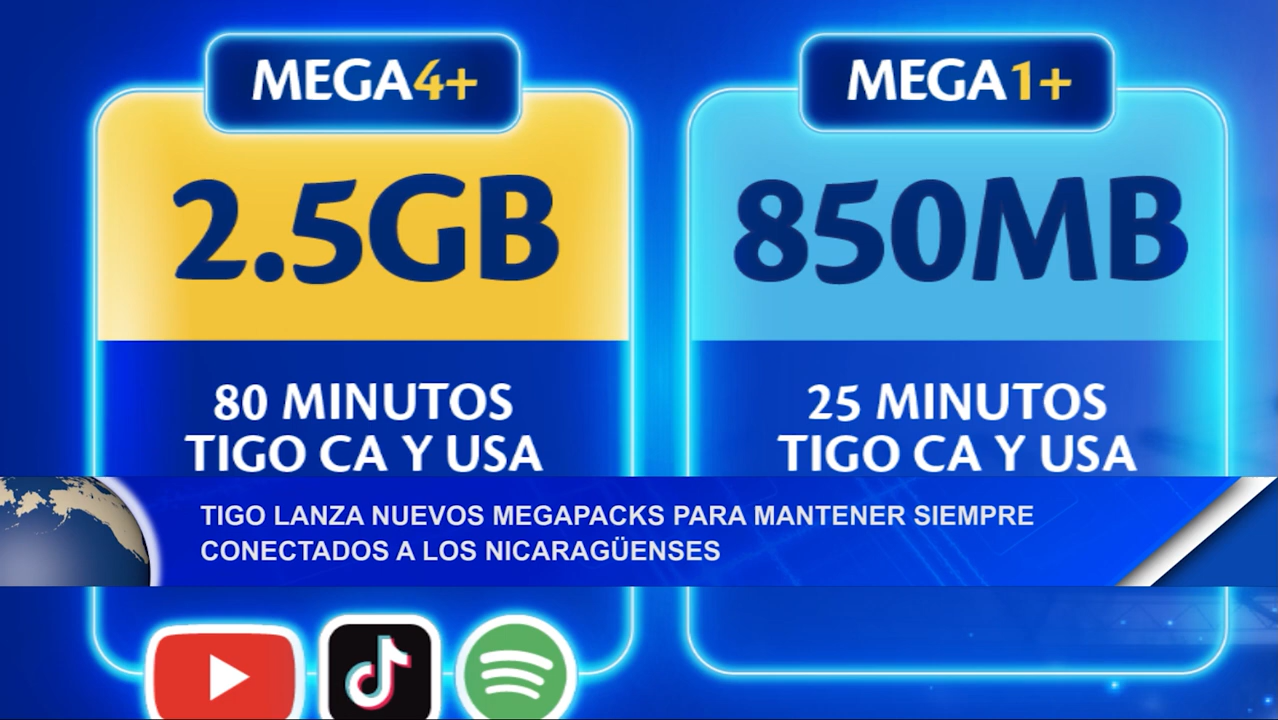 MEGA4+
2.5GB
80 MINUTOS
TIGO CA Y USA
MEGA1+
850MB
25 MINUTOS
TIGO CA Y USA
TIGO LANZA NUEVOS MEGAPACKS PARA MANTENER SIEMPRE
CONECTADOS A LOS NICARAGÜENSES